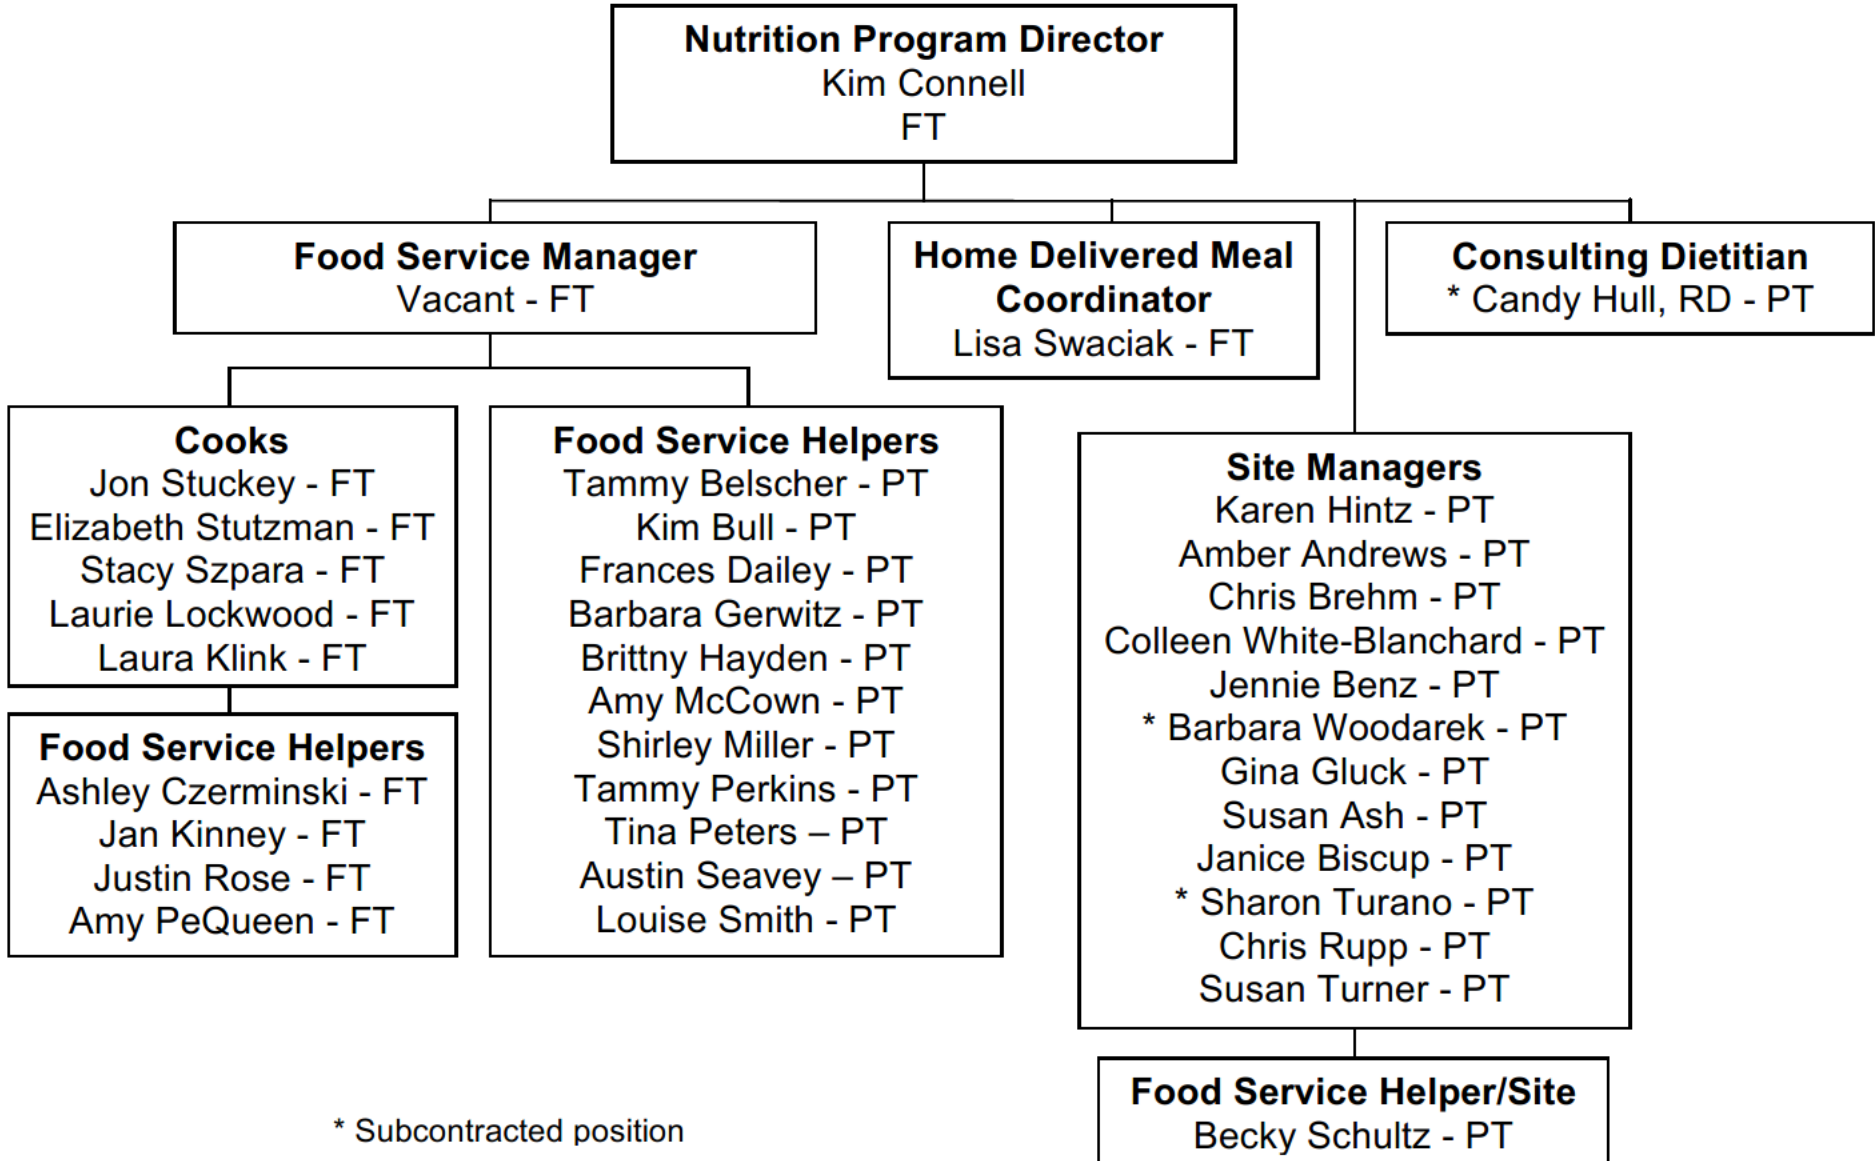 Nutrition Program Director
Kim Connell
FT
Food Service Manager
Vacant - FT
Home Delivered Meal
Coordinator
Lisa Swaciak - FT
Consulting Dietitian
* Candy Hull, RD - PT
Cooks
Jon Stuckey - FT
Elizabeth Stutzman - FT
Stacy Szpara - FT
Laurie Lockwood - FT
Laura Klink - FT
Food Service Helpers
Ashley Czerminski - FT
Jan Kinney - FT
Justin Rose - FT
Amy PeQueen - FT
Food Service Helpers
Tammy Belscher - PT
Kim Bull - PT
Frances Dailey - PT
Barbara Gerwitz - PT
Brittny Hayden - PT
Amy McCown - PT
Shirley Miller - PT
Tammy Perkins - PT
Tina Peters – PT
Austin Seavey – PT
Louise Smith - PT
Site Managers
Karen Hintz - PT
Amber Andrews - PT
Chris Brehm - PT
Colleen White-Blanchard - PT
Jennie Benz - PT
* Barbara Woodarek - PT
Gina Gluck - PT
Susan Ash - PT
Janice Biscup - PT
* Sharon Turano - PT
Chris Rupp - PT
Susan Turner - PT
Food Service Helper/Site
Becky Schultz - PT
* Subcontracted position